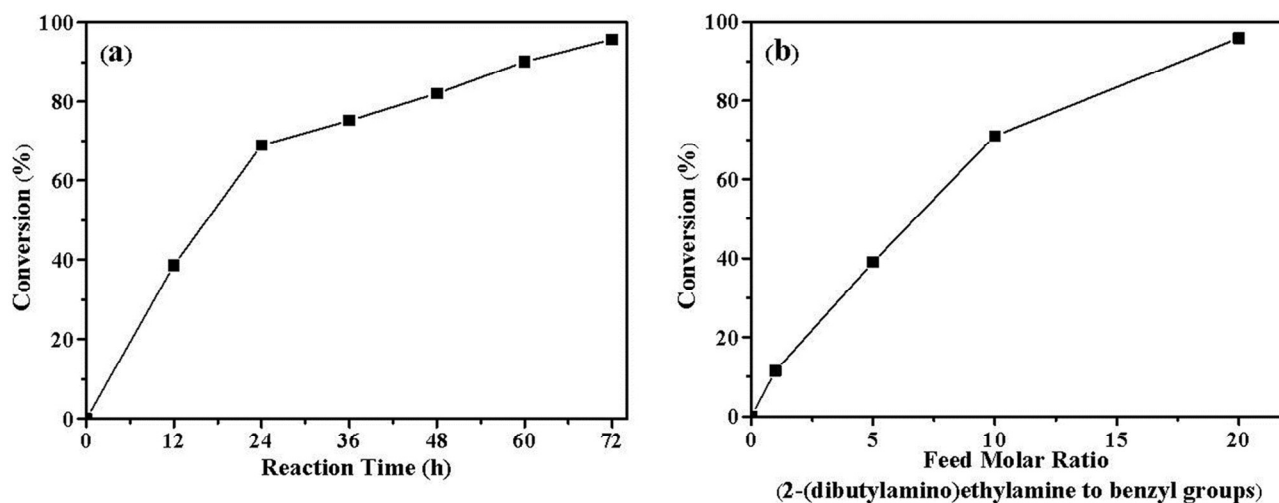 (a)
Conversion (%)
100
80
60
40
20
0
0 12 24 36 48 60 72
Reaction Time (h)
(b)
Conversion (%)
100
80
60
40
20
0
0 5 10 15 20
Feed Molar Ratio
(2-(dibutylamino)ethylamine to benzyl groups)